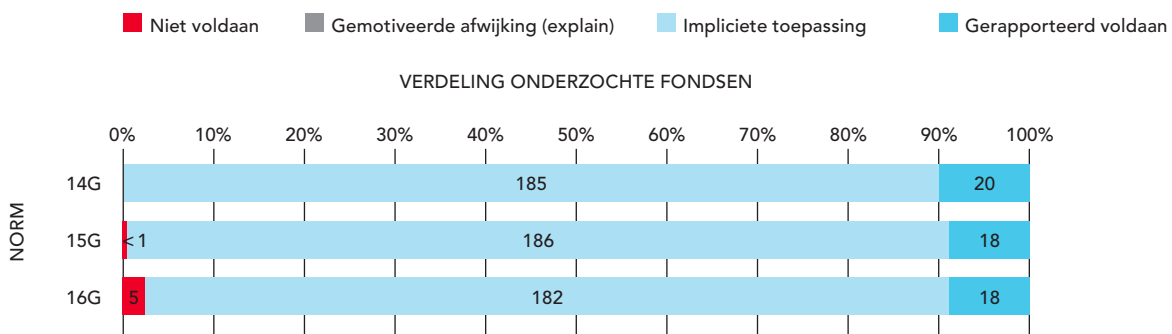 Niet voldaan Gemotiveerde afwijking (explain) Impliciete toepassing Gerapporteerd voldaan
VERDELING ONDERZOCHTE FONDSEN
0% 10% 20% 30% 40% 50% 60% 70% 80% 90% 100%
NORM
14G 185 20
15G < 1 186 18
16G 5 182 18